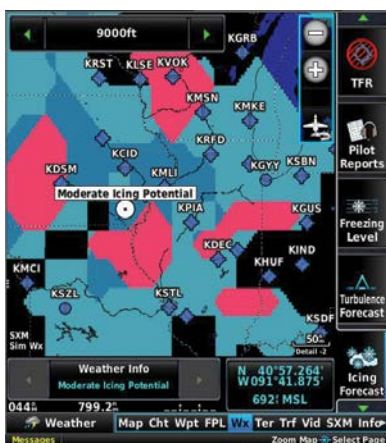 9000ft
KGRB
KRST
KLSE
KVOK
KMSN
KMKE
KRFD
KCID
KDSM
KMLI
KGYY
KSBN
Moderate Icing Potential
KPIA
KGUS
KDEC
KIND
KMCI
KHUF
KSZL
KSTL
KSDF
SXM
Sim Wx
50
Detail -2
TFR
Pilot
Reports
Freezing
Level
Turbulence
Forecast
Icing
Forecast
Weather Info
Moderate Icing Potential
N 40°57.264'
W091°41.875'
692ft MSL
799.2
Weather
Map Cht Wpt FPL Wx Ter Trf Vid SXM Info
Messages
Zoom Map Select Page